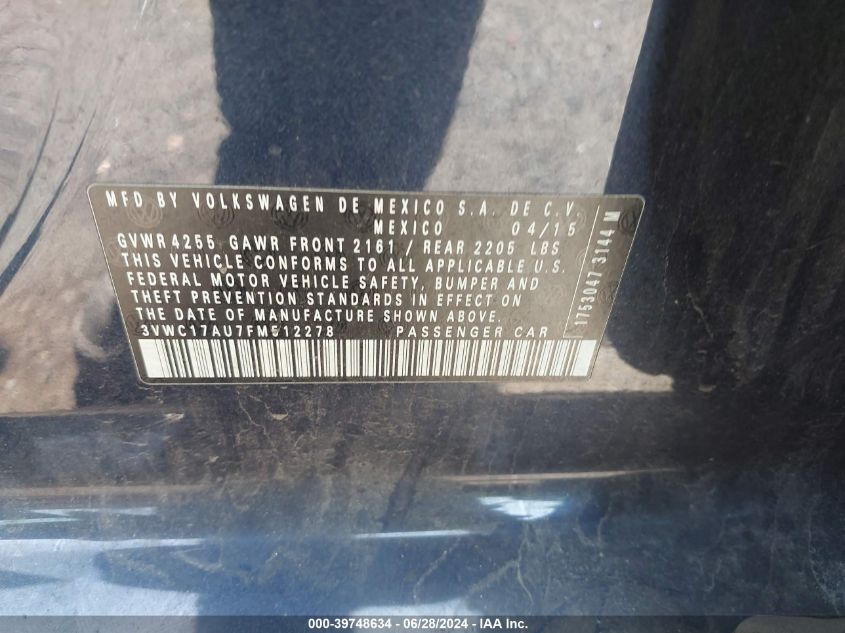 MFD BY VOLKSWAGEN DE MEXICO S.A. DE C.V.
MEXICO 04/15
GVWR 4255 GAWR FRONT 2161 / REAR 2205 LBS
THIS VEHICLE CONFORMS TO ALL APPLICABLE U.S.
FEDERAL MOTOR VEHICLE SAFETY, BUMPER AND
THEFT PREVENTION STANDARDS IN EFFECT ON
THE DATE OF MANUFACTURE SHOWN ABOVE.
3VWC17AU7FM512278 PASSENGER CAR
1753047 3144 M
000-39748634 / 06/28/2024 - IAA Inc.